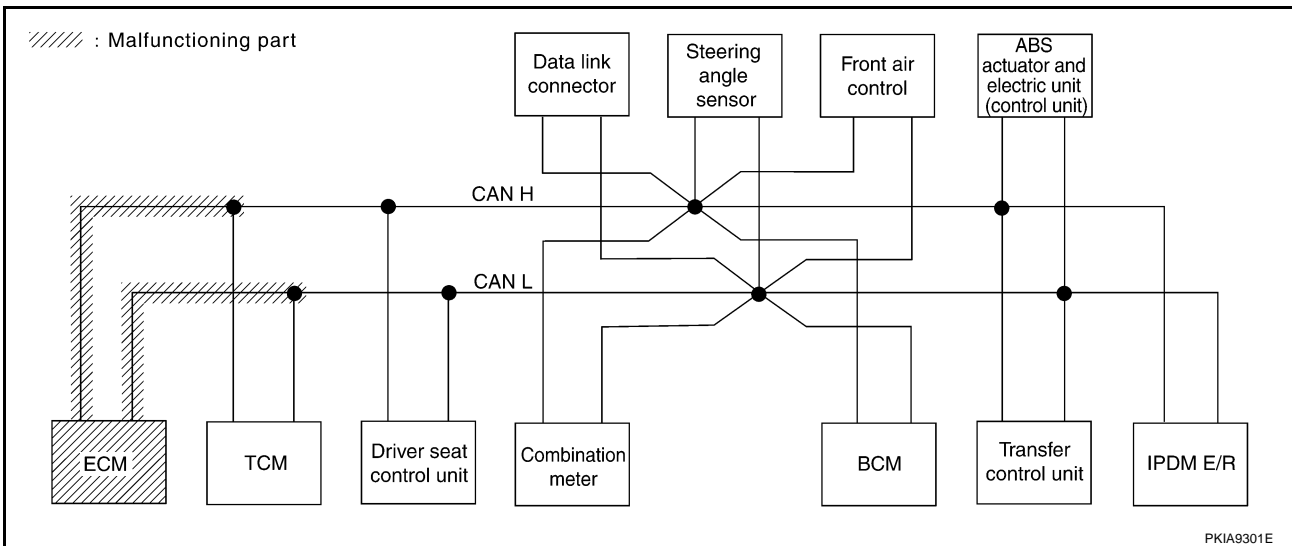 : Malfunctioning part
Data link
connector
Steering
angle
sensor
Front air
control
ABS
actuator and
electric unit
(control unit)
CAN H
CAN L
ECM
TCM
Driver seat
control unit
Combination
meter
BCM
Transfer
control unit
IPDM E/R
PKIA9301E